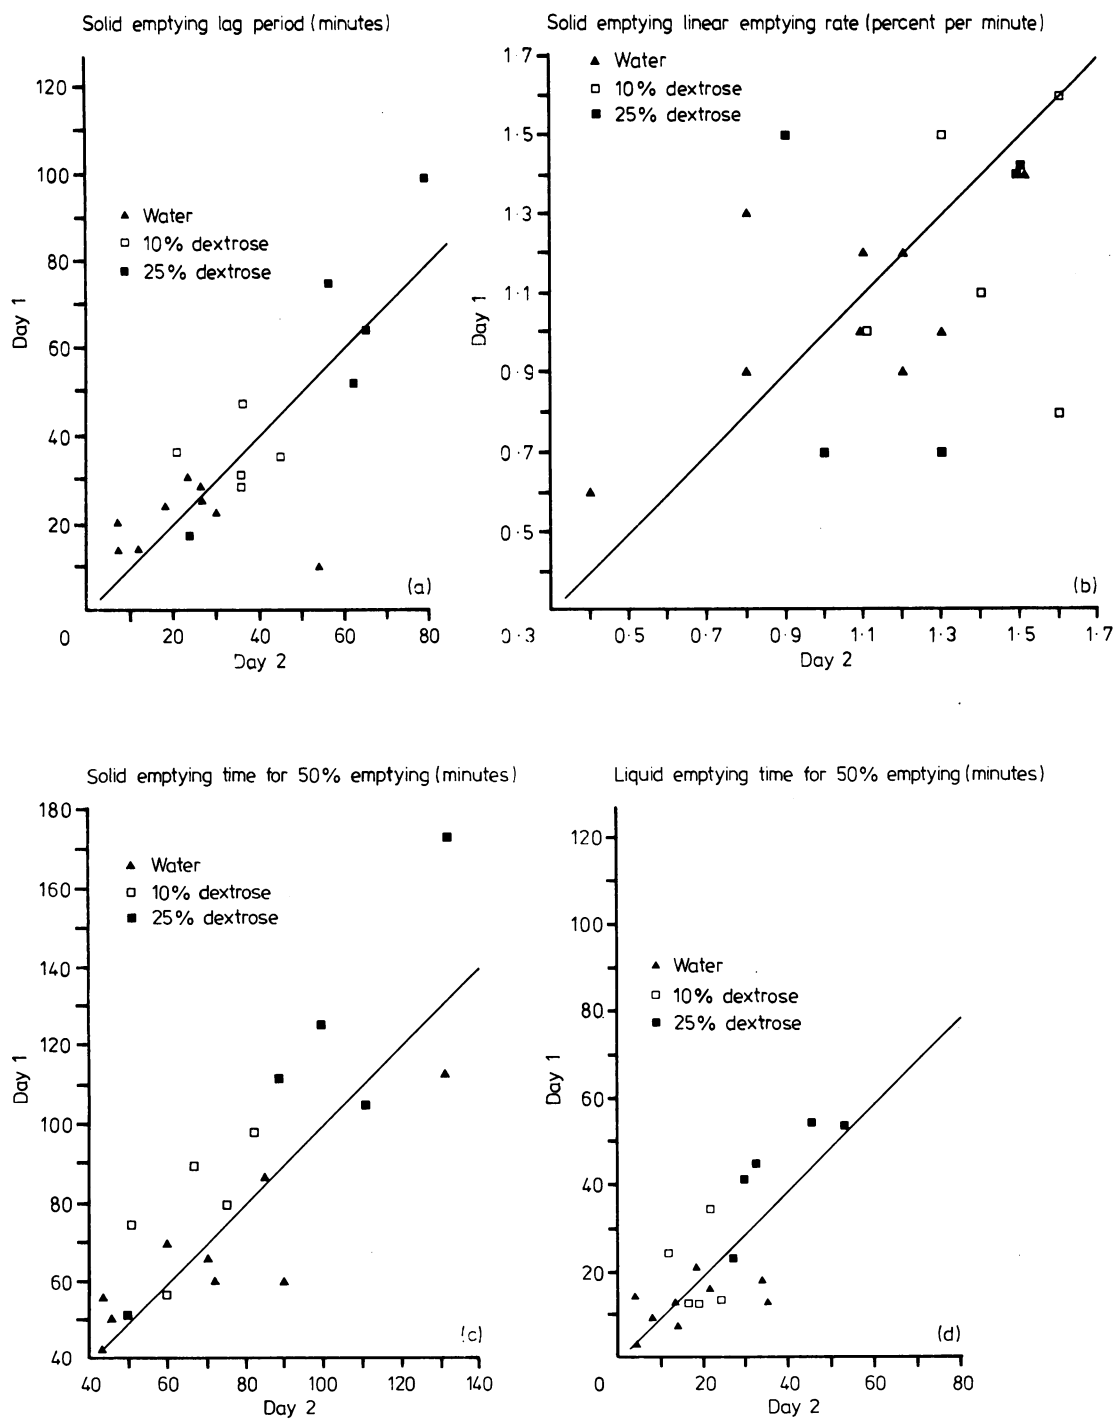 Solid emptying lag period (minutes)
120
100
80
60
40
20
0
20
40
60
80
Day 1
Day 2
▲ Water
□ 10% dextrose
■ 25% dextrose
(a)
Solid emptying linear emptying rate (percent per minute)
1·7
1·5
1·3
1·1
0·9
0·7
0·5
0·3
0·5
0·7
0·9
1·1
1·3
1·5
1·7
Day 1
Day 2
▲ Water
□ 10% dextrose
■ 25% dextrose
(b)
Solid emptying time for 50% emptying (minutes)
180
160
140
120
100
80
60
40
40
60
80
100
120
140
Day 1
Day 2
▲ Water
□ 10% dextrose
■ 25% dextrose
(c)
Liquid emptying time for 50% emptying (minutes)
120
100
80
60
40
20
0
20
40
60
80
Day 1
Day 2
▲ Water
□ 10% dextrose
■ 25% dextrose
(d)